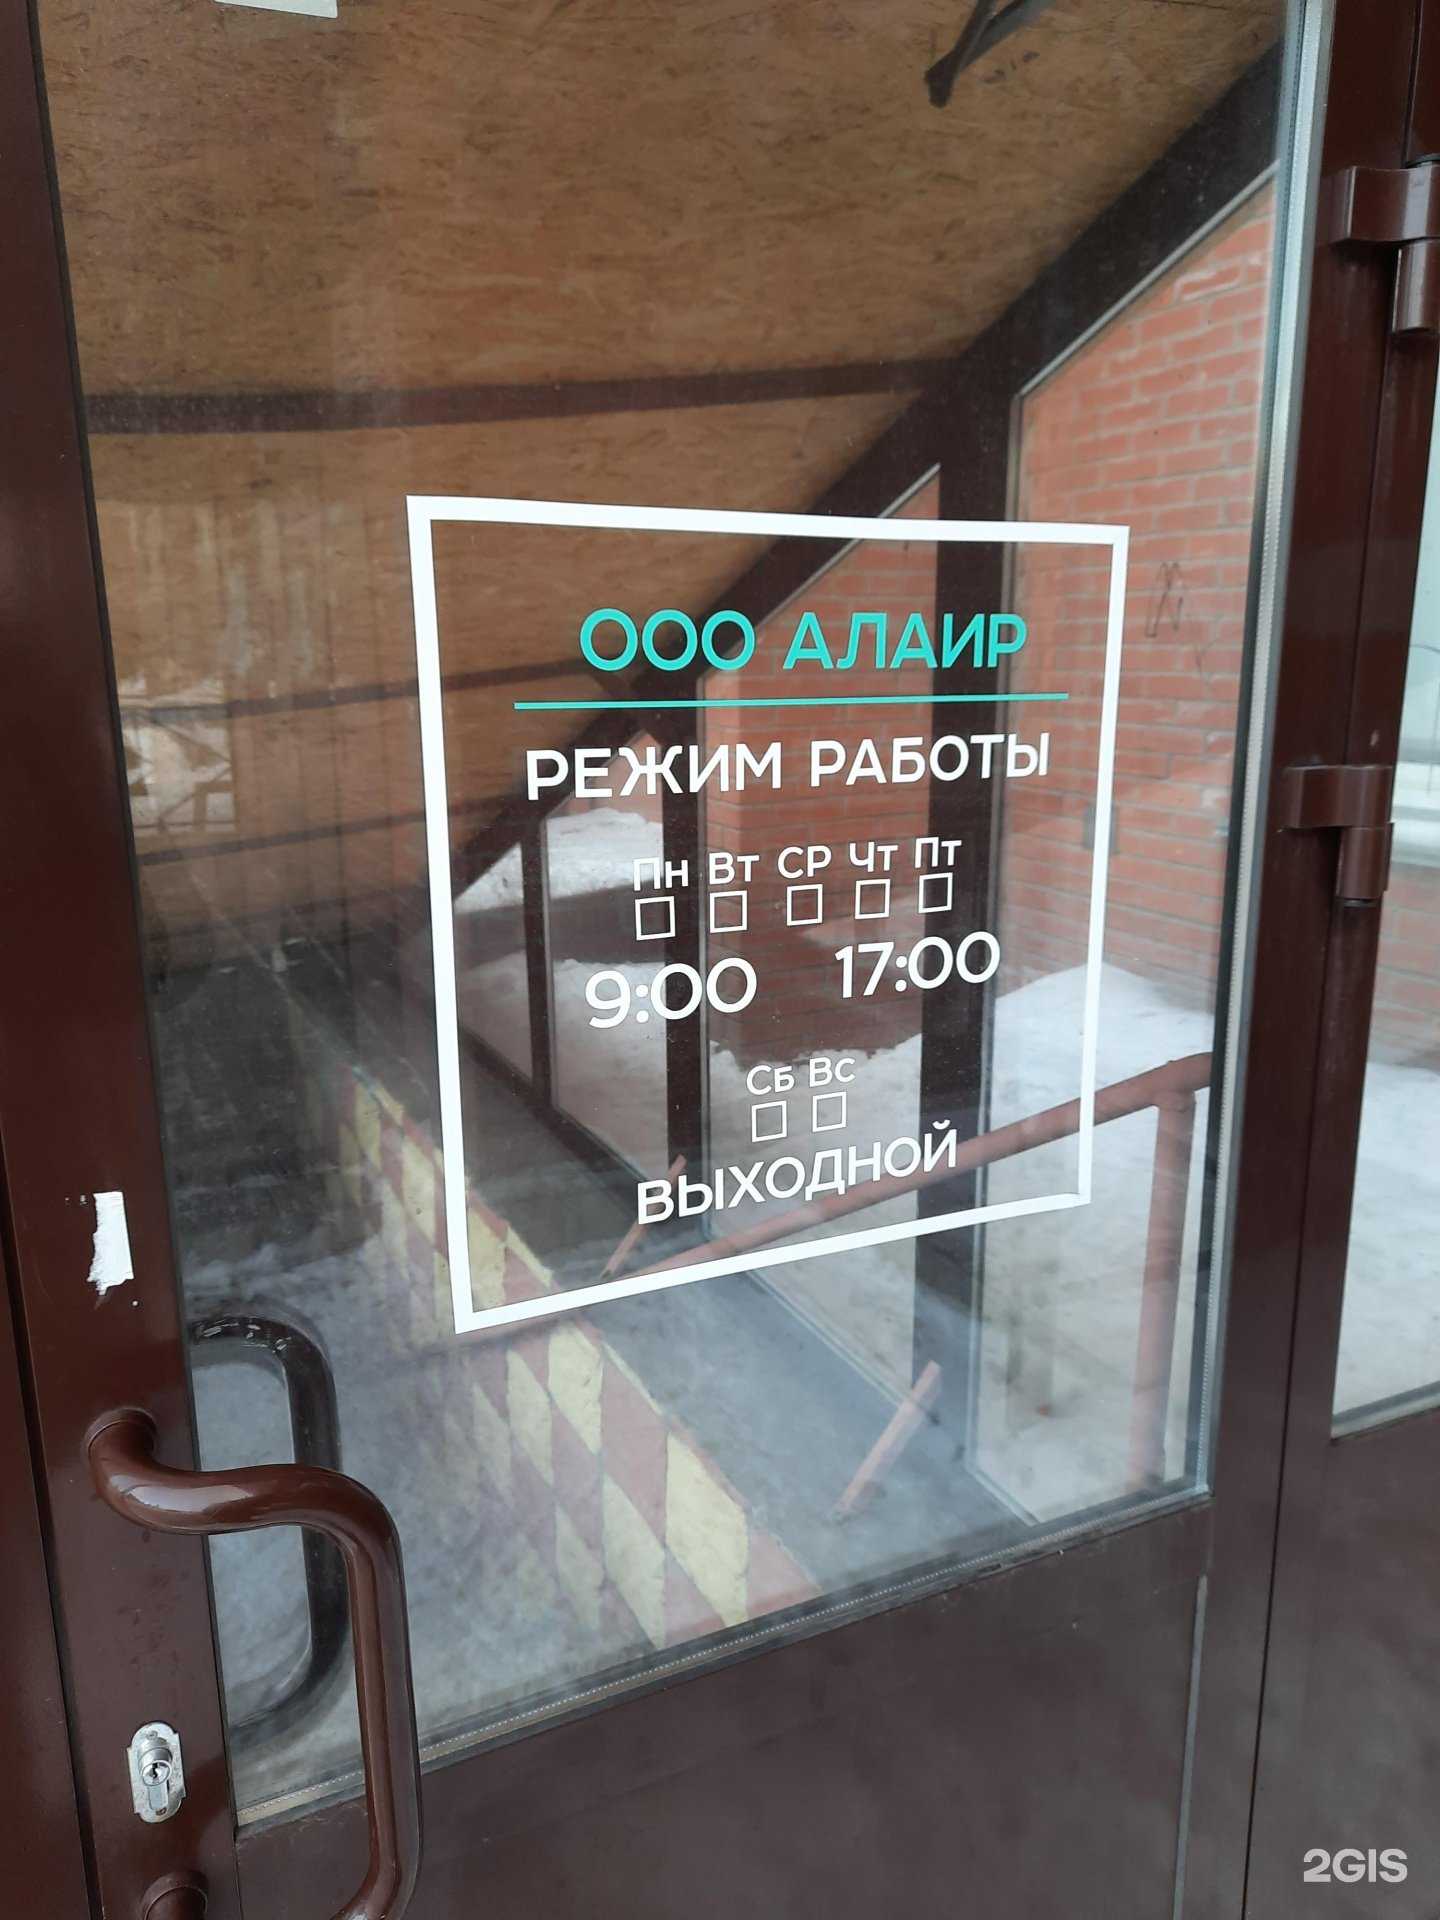 ООО АЛАИР
РЕЖИМ РАБОТЫ
Пн Вт СР Чт Пт
9:00 17:00
Сб Вс
ВЫХОДНОЙ
2GIS